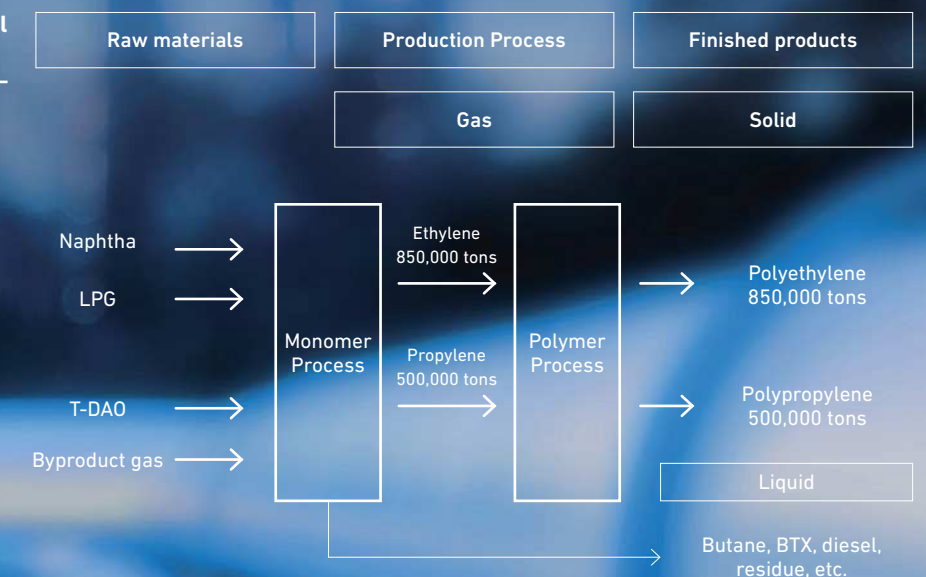 l
Raw materials
Production Process
Finished products
Gas
Solid
Naphtha
LPG
T-DAO
Byproduct gas
Monomer
Process
Ethylene
850,000 tons
Propylene
500,000 tons
Polymer
Process
Polyethylene
850,000 tons
Polypropylene
500,000 tons
Liquid
Butane, BTX, diesel,
residue, etc.